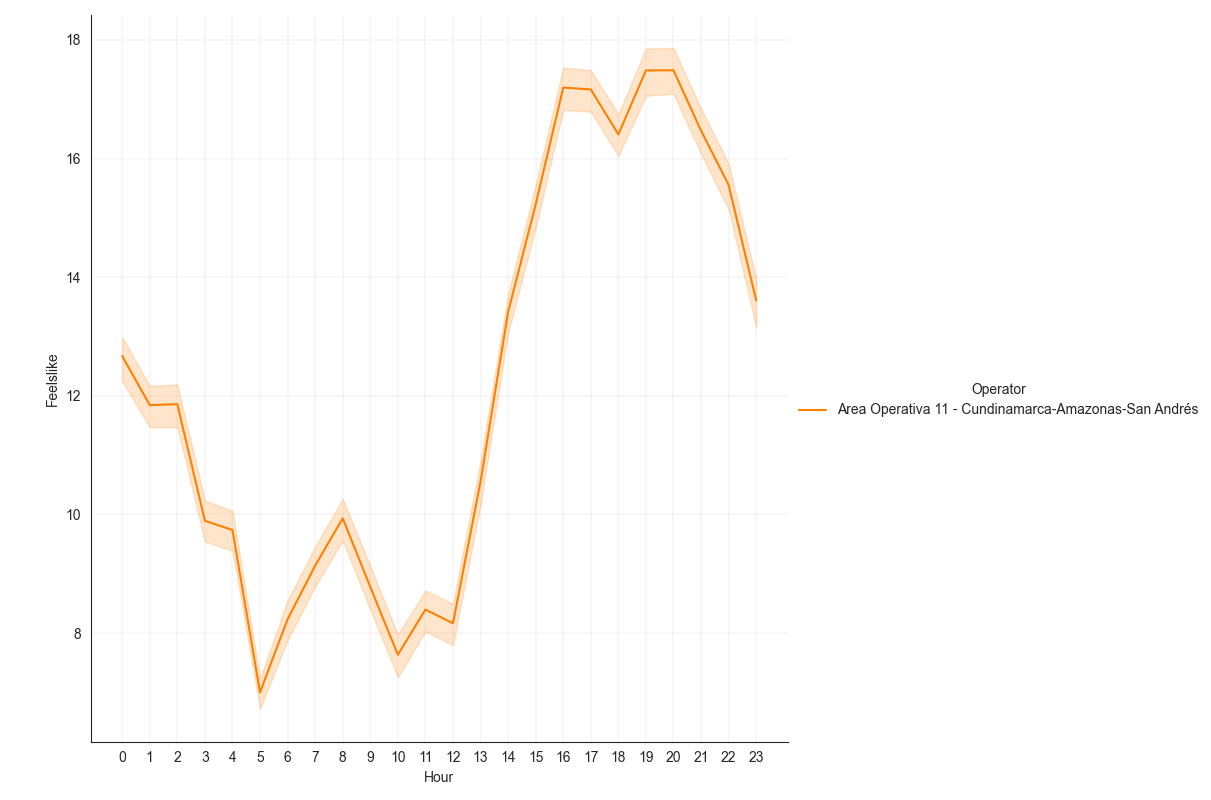 18
16
14
12
10
8
Feelslike
0 1 2 3 4 5 6 7 8 9 10 11 12 13 14 15 16 17 18 19 20 21 22 23
Hour
Operator
Area Operativa 11 - Cundinamarca-Amazonas-San Andrés